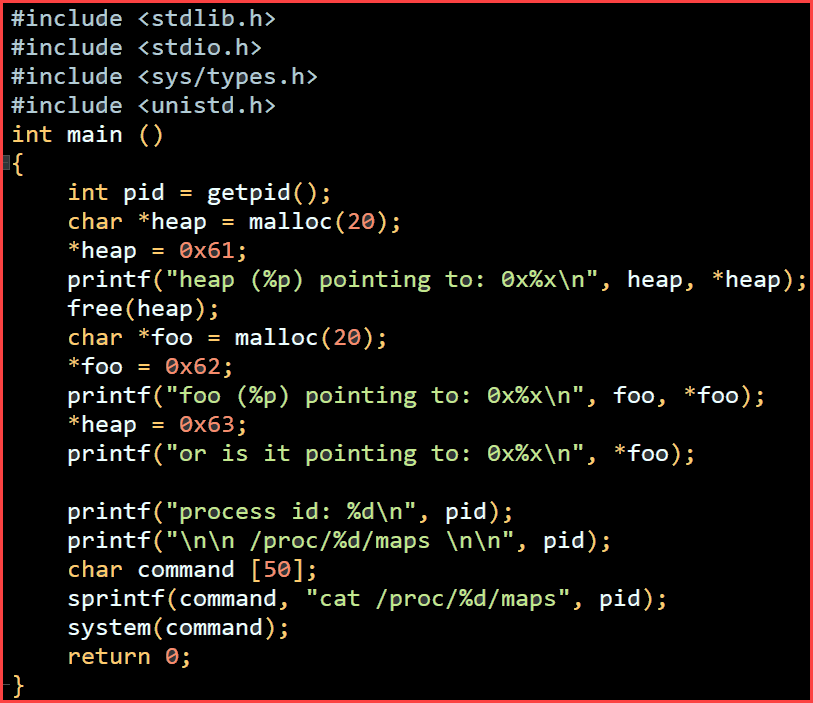 #include <stdlib.h>
#include <stdio.h>
#include <sys/types.h>
#include <unistd.h>
int main ()
{
    int pid = getpid();
    char *heap = malloc(20);
    *heap = 0x61;
    printf("heap (%p) pointing to: 0x%x\n", heap, *heap);
    free(heap);
    char *foo = malloc(20);
    *foo = 0x62;
    printf("foo (%p) pointing to: 0x%x\n", foo, *foo);
    *heap = 0x63;
    printf("or is it pointing to: 0x%x\n", *foo);

    printf("process id: %d\n", pid);
    printf("\n\n /proc/%d/maps \n\n", pid);
    char command [50];
    sprintf(command, "cat /proc/%d/maps", pid);
    system(command);
    return 0;
}